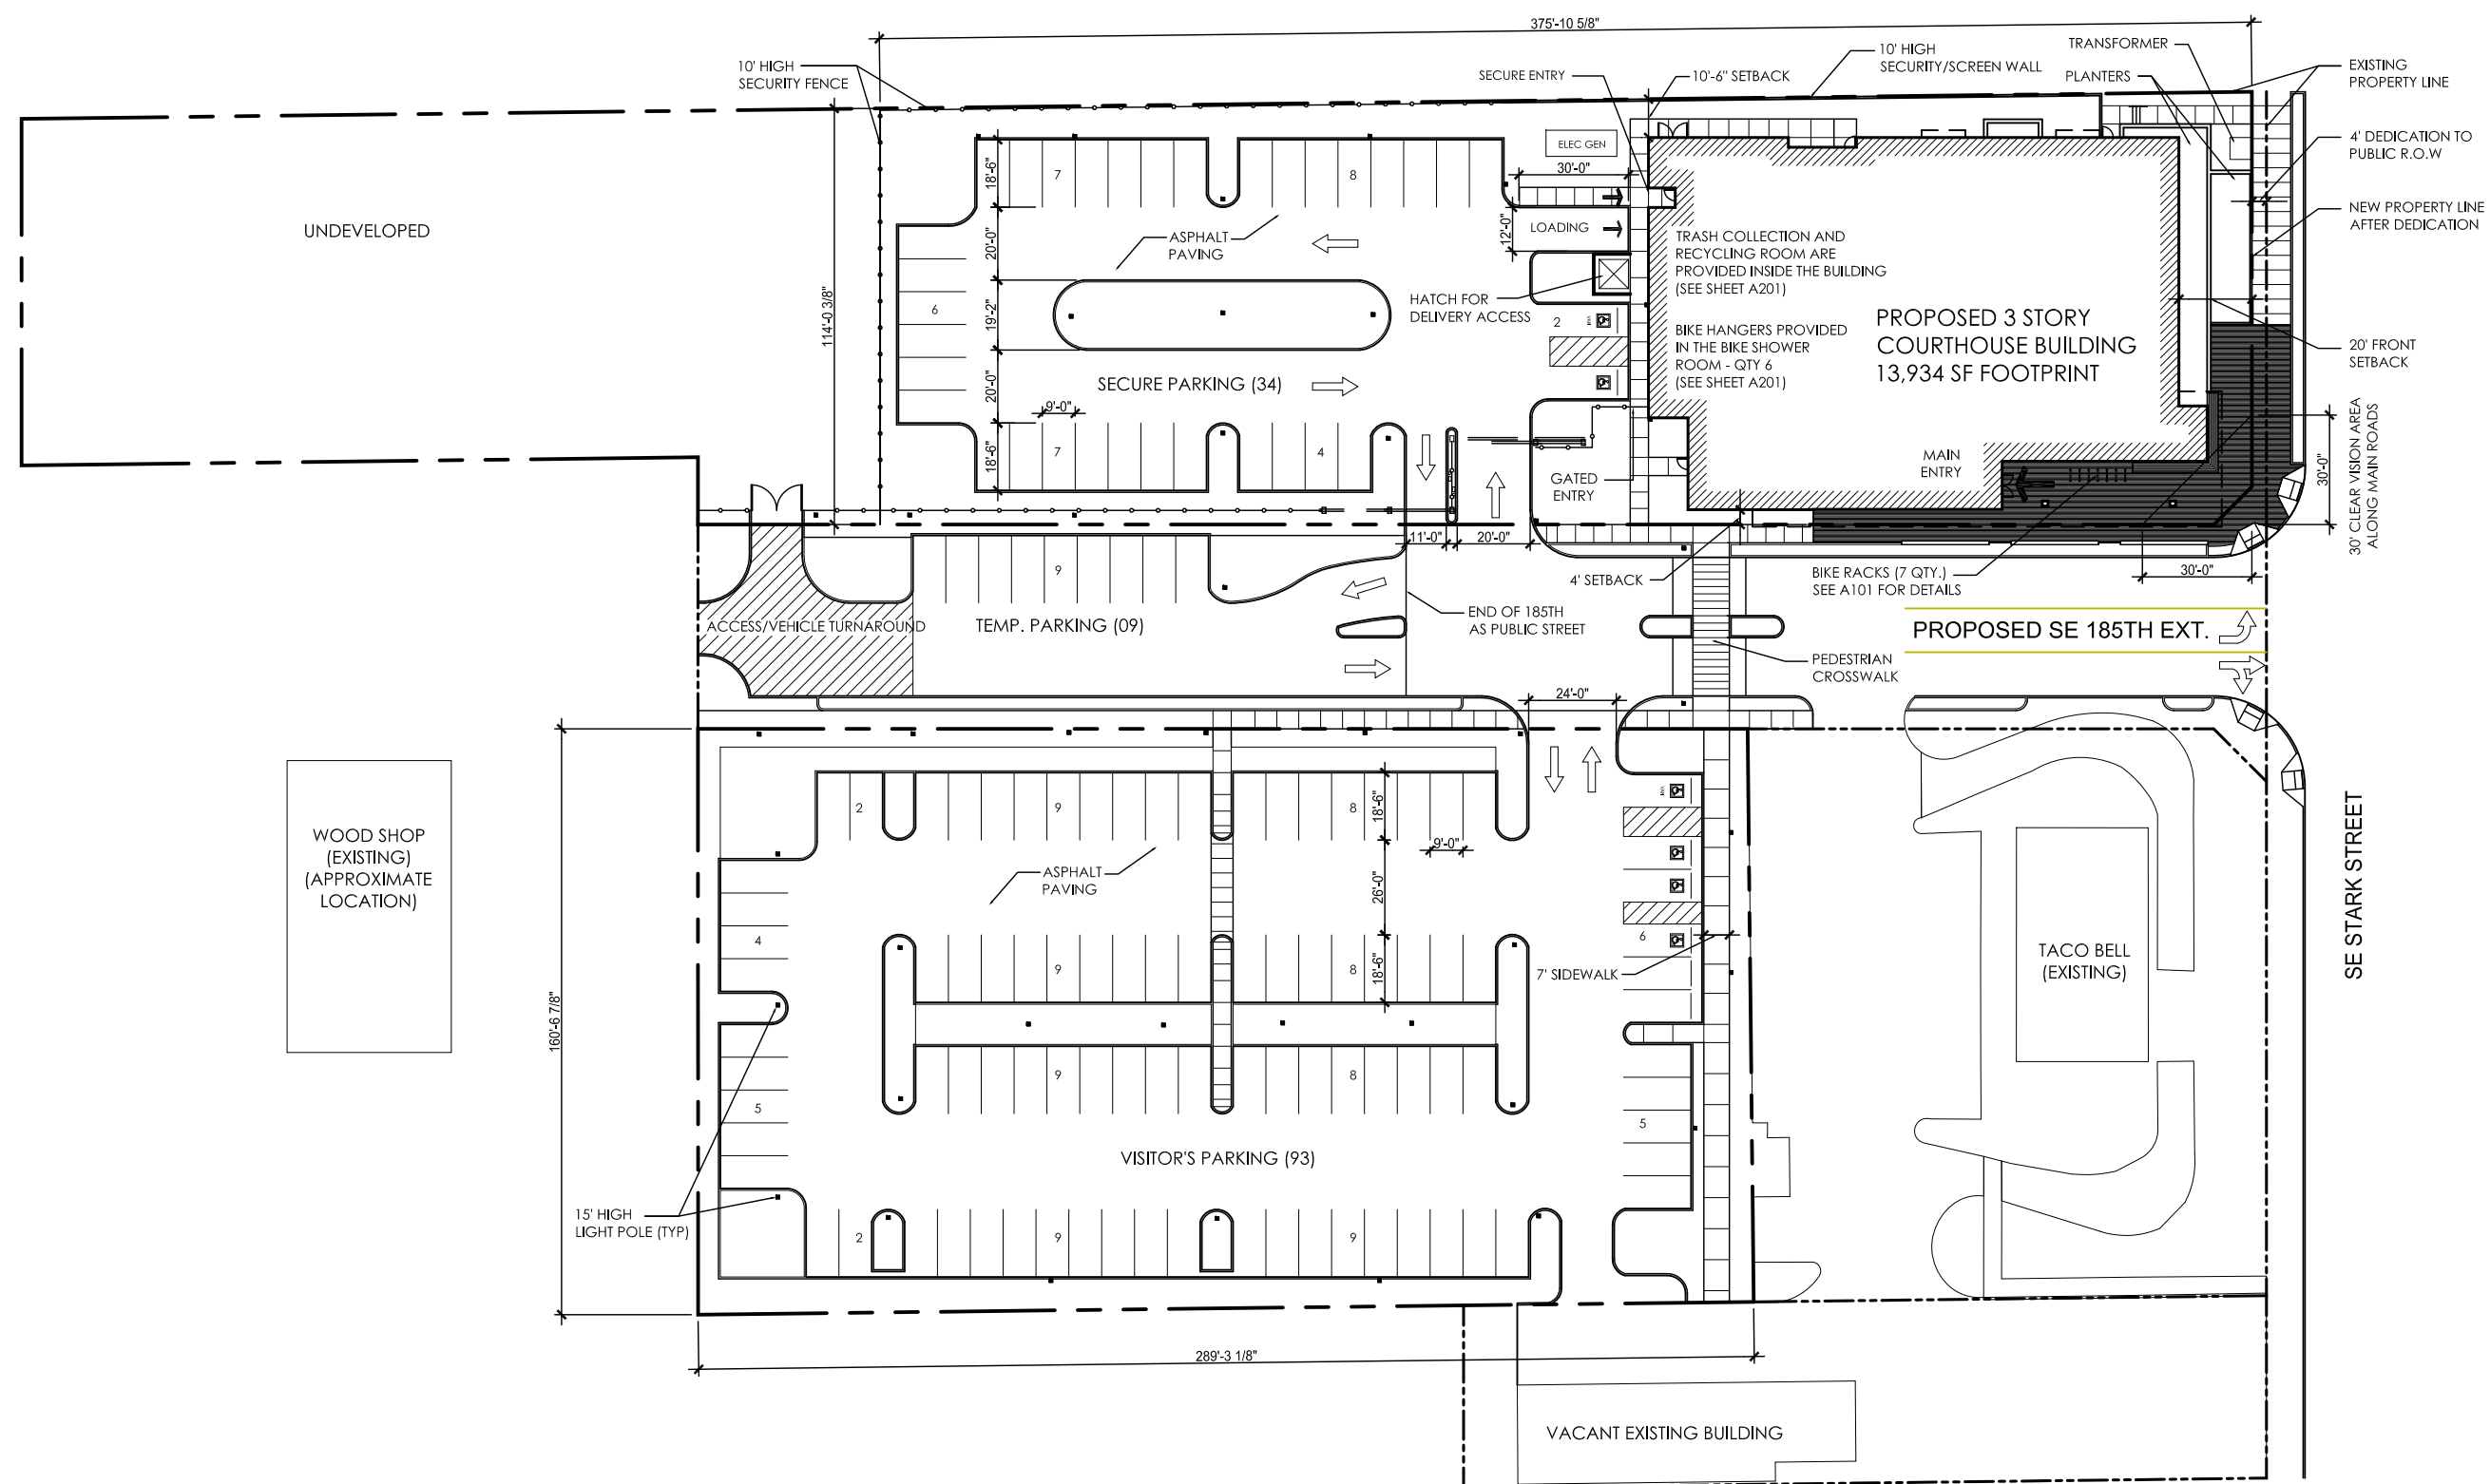 375'-10 5/8"
10' HIGH
SECURITY FENCE
SECURE ENTRY
10'-6" SETBACK
10' HIGH
SECURITY/SCREEN WALL
TRANSFORMER
PLANTERS
EXISTING
PROPERTY LINE
4' DEDICATION TO
PUBLIC R.O.W
NEW PROPERTY LINE
AFTER DEDICATION
20' FRONT
SETBACK
30' CLEAR VISION AREA
ALONG MAIN ROADS
30'-0"
UNDEVELOPED
114'-0 3/8"
18'-6"
7
8
ELEC GEN
30'-0"
20'-0"
ASPHALT
PAVING
12'-0"
LOADING
TRASH COLLECTION AND
RECYCLING ROOM ARE
PROVIDED INSIDE THE BUILDING
(SEE SHEET A201)
6
19'-2"
HATCH FOR
DELIVERY ACCESS
2
BIKE HANGERS PROVIDED
IN THE BIKE SHOWER
ROOM - QTY 6
(SEE SHEET A201)
PROPOSED 3 STORY
COURTHOUSE BUILDING
13,934 SF FOOTPRINT
SECURE PARKING (34)
20'-0"
9'-0"
18'-6"
7
4
GATED
ENTRY
MAIN
ENTRY
11'-0"
20'-0"
9
4' SETBACK
BIKE RACKS (7 QTY.)
SEE A101 FOR DETAILS
30'-0"
ACCESS/VEHICLE TURNAROUND
TEMP. PARKING (09)
END OF 185TH
AS PUBLIC STREET
PROPOSED SE 185TH EXT.
PEDESTRIAN
CROSSWALK
24'-0"
WOOD SHOP
(EXISTING)
(APPROXIMATE
LOCATION)
160'-6 7/8"
2
9
8
18'-6"
9'-0"
ASPHALT
PAVING
26'-0"
4
9
8
18'-6"
6
7' SIDEWALK
TACO BELL
(EXISTING)
SE STARK STREET
5
9
8
5
VISITOR'S PARKING (93)
15' HIGH
LIGHT POLE (TYP)
2
9
9
289'-3 1/8"
VACANT EXISTING BUILDING